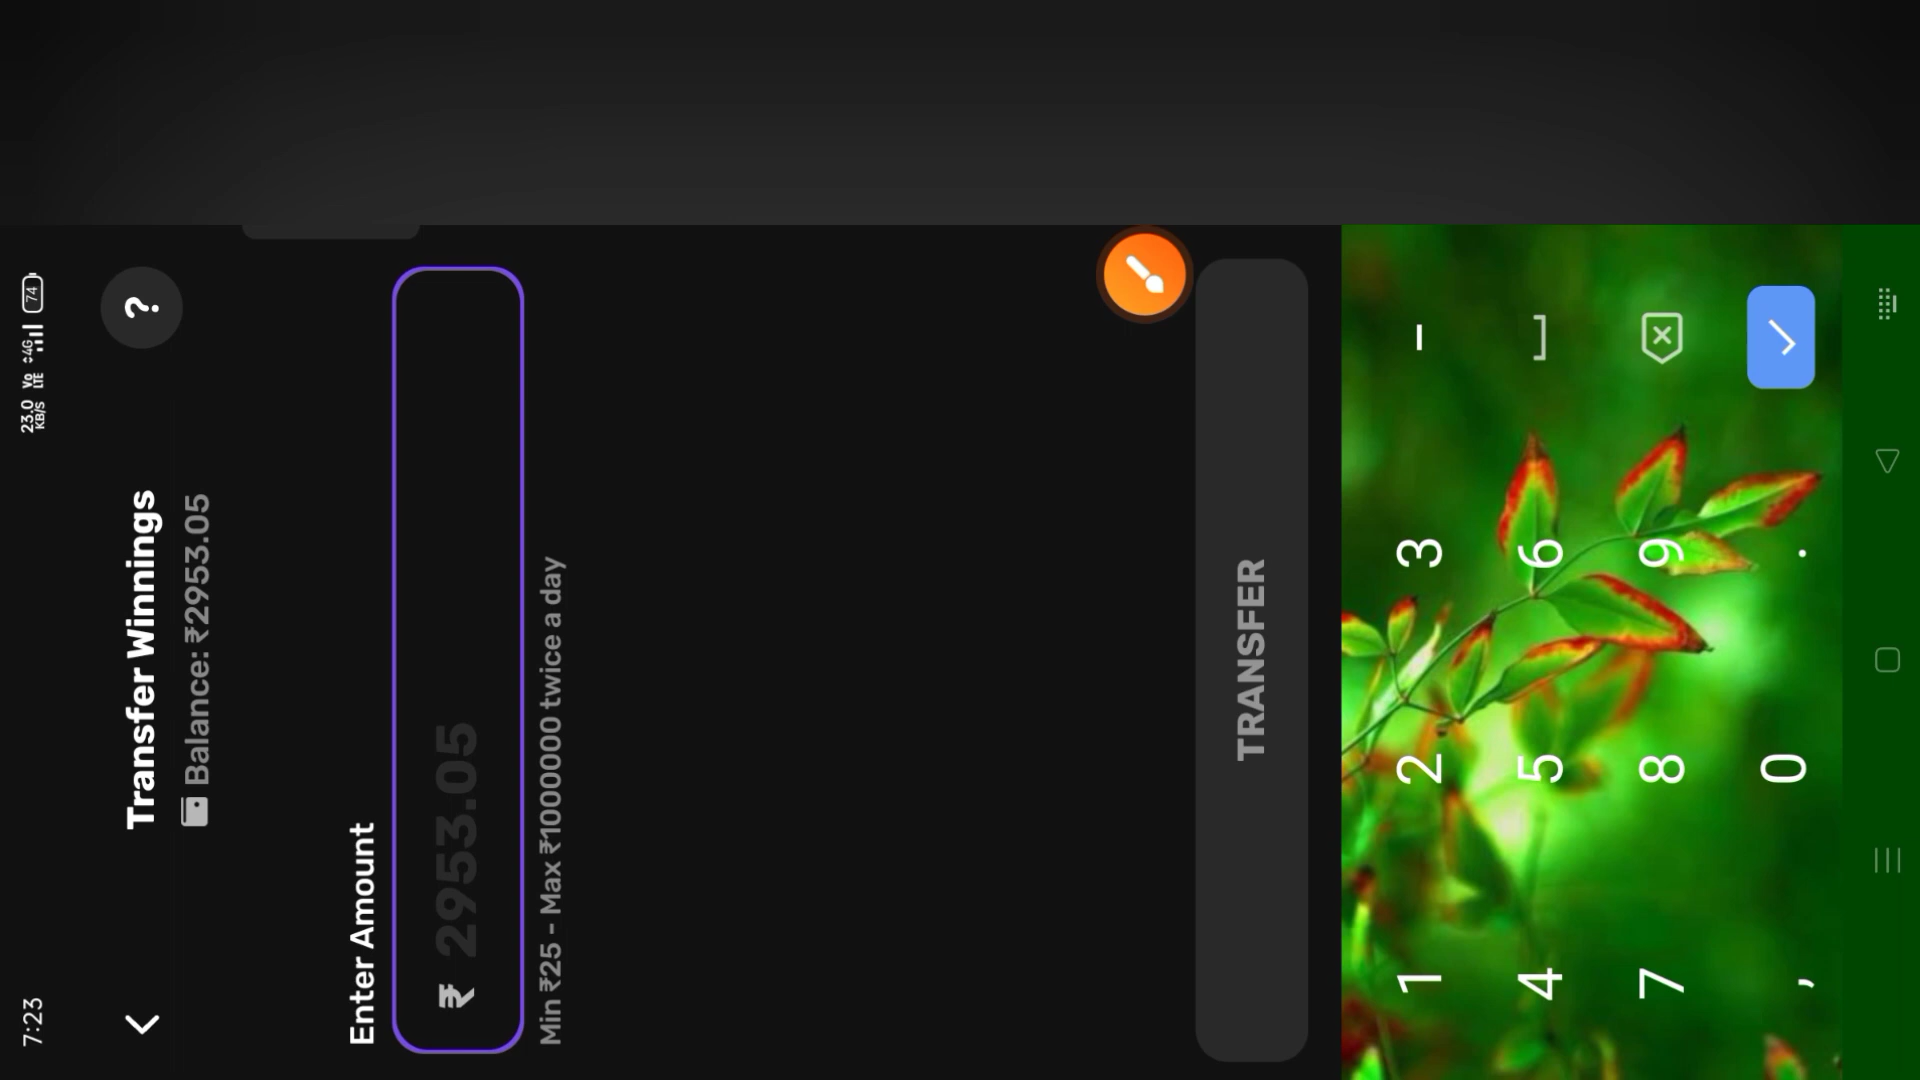 7:23 23.0 KB/S Vo LTE 4G 74
Transfer Winnings
?
Balance: ₹2953.05
Enter Amount
₹ 2953.05
Min ₹25 - Max ₹1000000 twice a day
TRANSFER
1 2 3 -
4 5 6
7 8 9
, 0 .